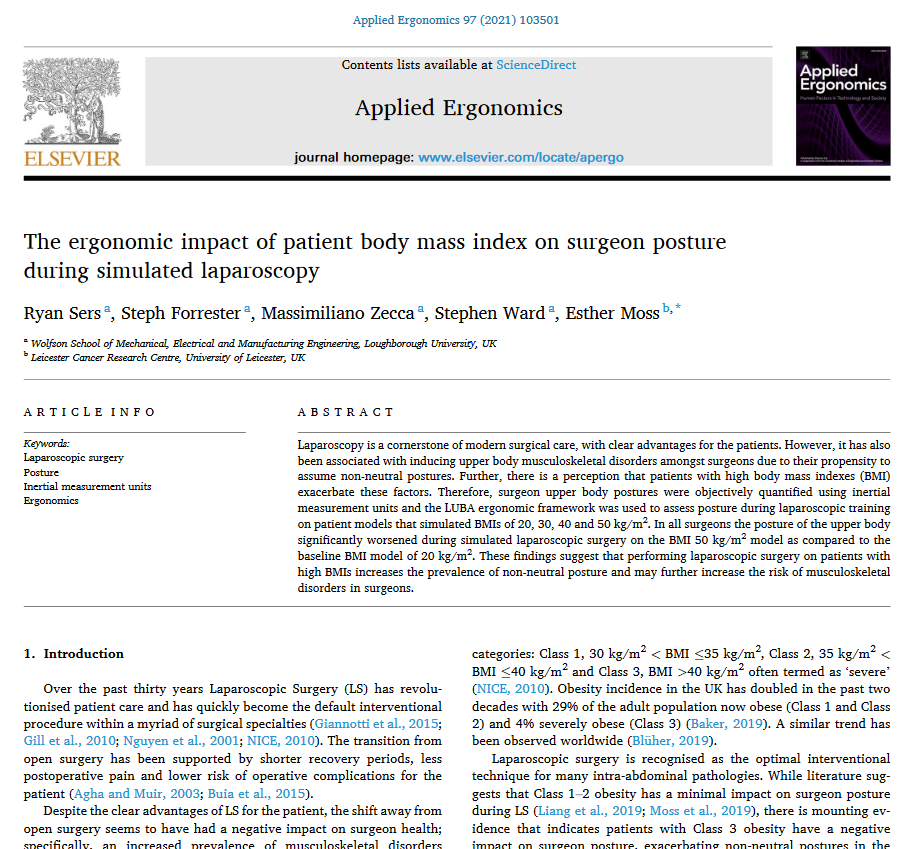 Applied Ergonomics 97 (2021) 103501
Contents lists available at ScienceDirect
Applied Ergonomics
journal homepage: www.elsevier.com/locate/apergo
ELSEVIER
Applied
Ergonomics
Human Factors in Technology and Society
The ergonomic impact of patient body mass index on surgeon posture
during simulated laparoscopy
Ryan Sers a, Steph Forrester a, Massimiliano Zecca a, Stephen Ward a, Esther Moss b,*
a Wolfson School of Mechanical, Electrical and Manufacturing Engineering, Loughborough University, UK
b Leicester Cancer Research Centre, University of Leicester, UK
ARTICLE INFO
Keywords:
Laparoscopic surgery
Posture
Inertial measurement units
Ergonomics
ABSTRACT
Laparoscopy is a cornerstone of modern surgical care, with clear advantages for the patients. However, it has also
been associated with inducing upper body musculoskeletal disorders amongst surgeons due to their propensity to
assume non-neutral postures. Further, there is a perception that patients with high body mass indexes (BMI)
exacerbate these factors. Therefore, surgeon upper body postures were objectively quantified using inertial
measurement units and the LUBA ergonomic framework was used to assess posture during laparoscopic training
on patient models that simulated BMIs of 20, 30, 40 and 50 kg/m². In all surgeons the posture of the upper body
significantly worsened during simulated laparoscopic surgery on the BMI 50 kg/m² model as compared to the
baseline BMI model of 20 kg/m². These findings suggest that performing laparoscopic surgery on patients with
high BMIs increases the prevalence of non-neutral posture and may further increase the risk of musculoskeletal
disorders in surgeons.
1. Introduction
Over the past thirty years Laparoscopic Surgery (LS) has revolu-
tionised patient care and has quickly become the default interventional
procedure within a myriad of surgical specialties (Giannotti et al., 2015;
Gill et al., 2010; Nguyen et al., 2001; NICE, 2010). The transition from
open surgery has been supported by shorter recovery periods, less
postoperative pain and lower risk of operative complications for the
patient (Agha and Muir, 2003; Buia et al., 2015).
Despite the clear advantages of LS for the patient, the shift away from
open surgery seems to have had a negative impact on surgeon health;
specifically, an increased prevalence of musculoskeletal disorders
categories: Class 1, 30 kg/m² < BMI ≤35 kg/m², Class 2, 35 kg/m² <
BMI ≤40 kg/m² and Class 3, BMI >40 kg/m² often termed as ‘severe’
(NICE, 2010). Obesity incidence in the UK has doubled in the past two
decades with 29% of the adult population now obese (Class 1 and Class
2) and 4% severely obese (Class 3) (Baker, 2019). A similar trend has
been observed worldwide (Blüher, 2019).
Laparoscopic surgery is recognised as the optimal interventional
technique for many intra-abdominal pathologies. While literature sug-
gests that Class 1–2 obesity has a minimal impact on surgeon posture
during LS (Liang et al., 2019; Moss et al., 2019), there is mounting ev-
idence that indicates patients with Class 3 obesity have a negative
impact on surgeon posture, exacerbating non-neutral postures in the